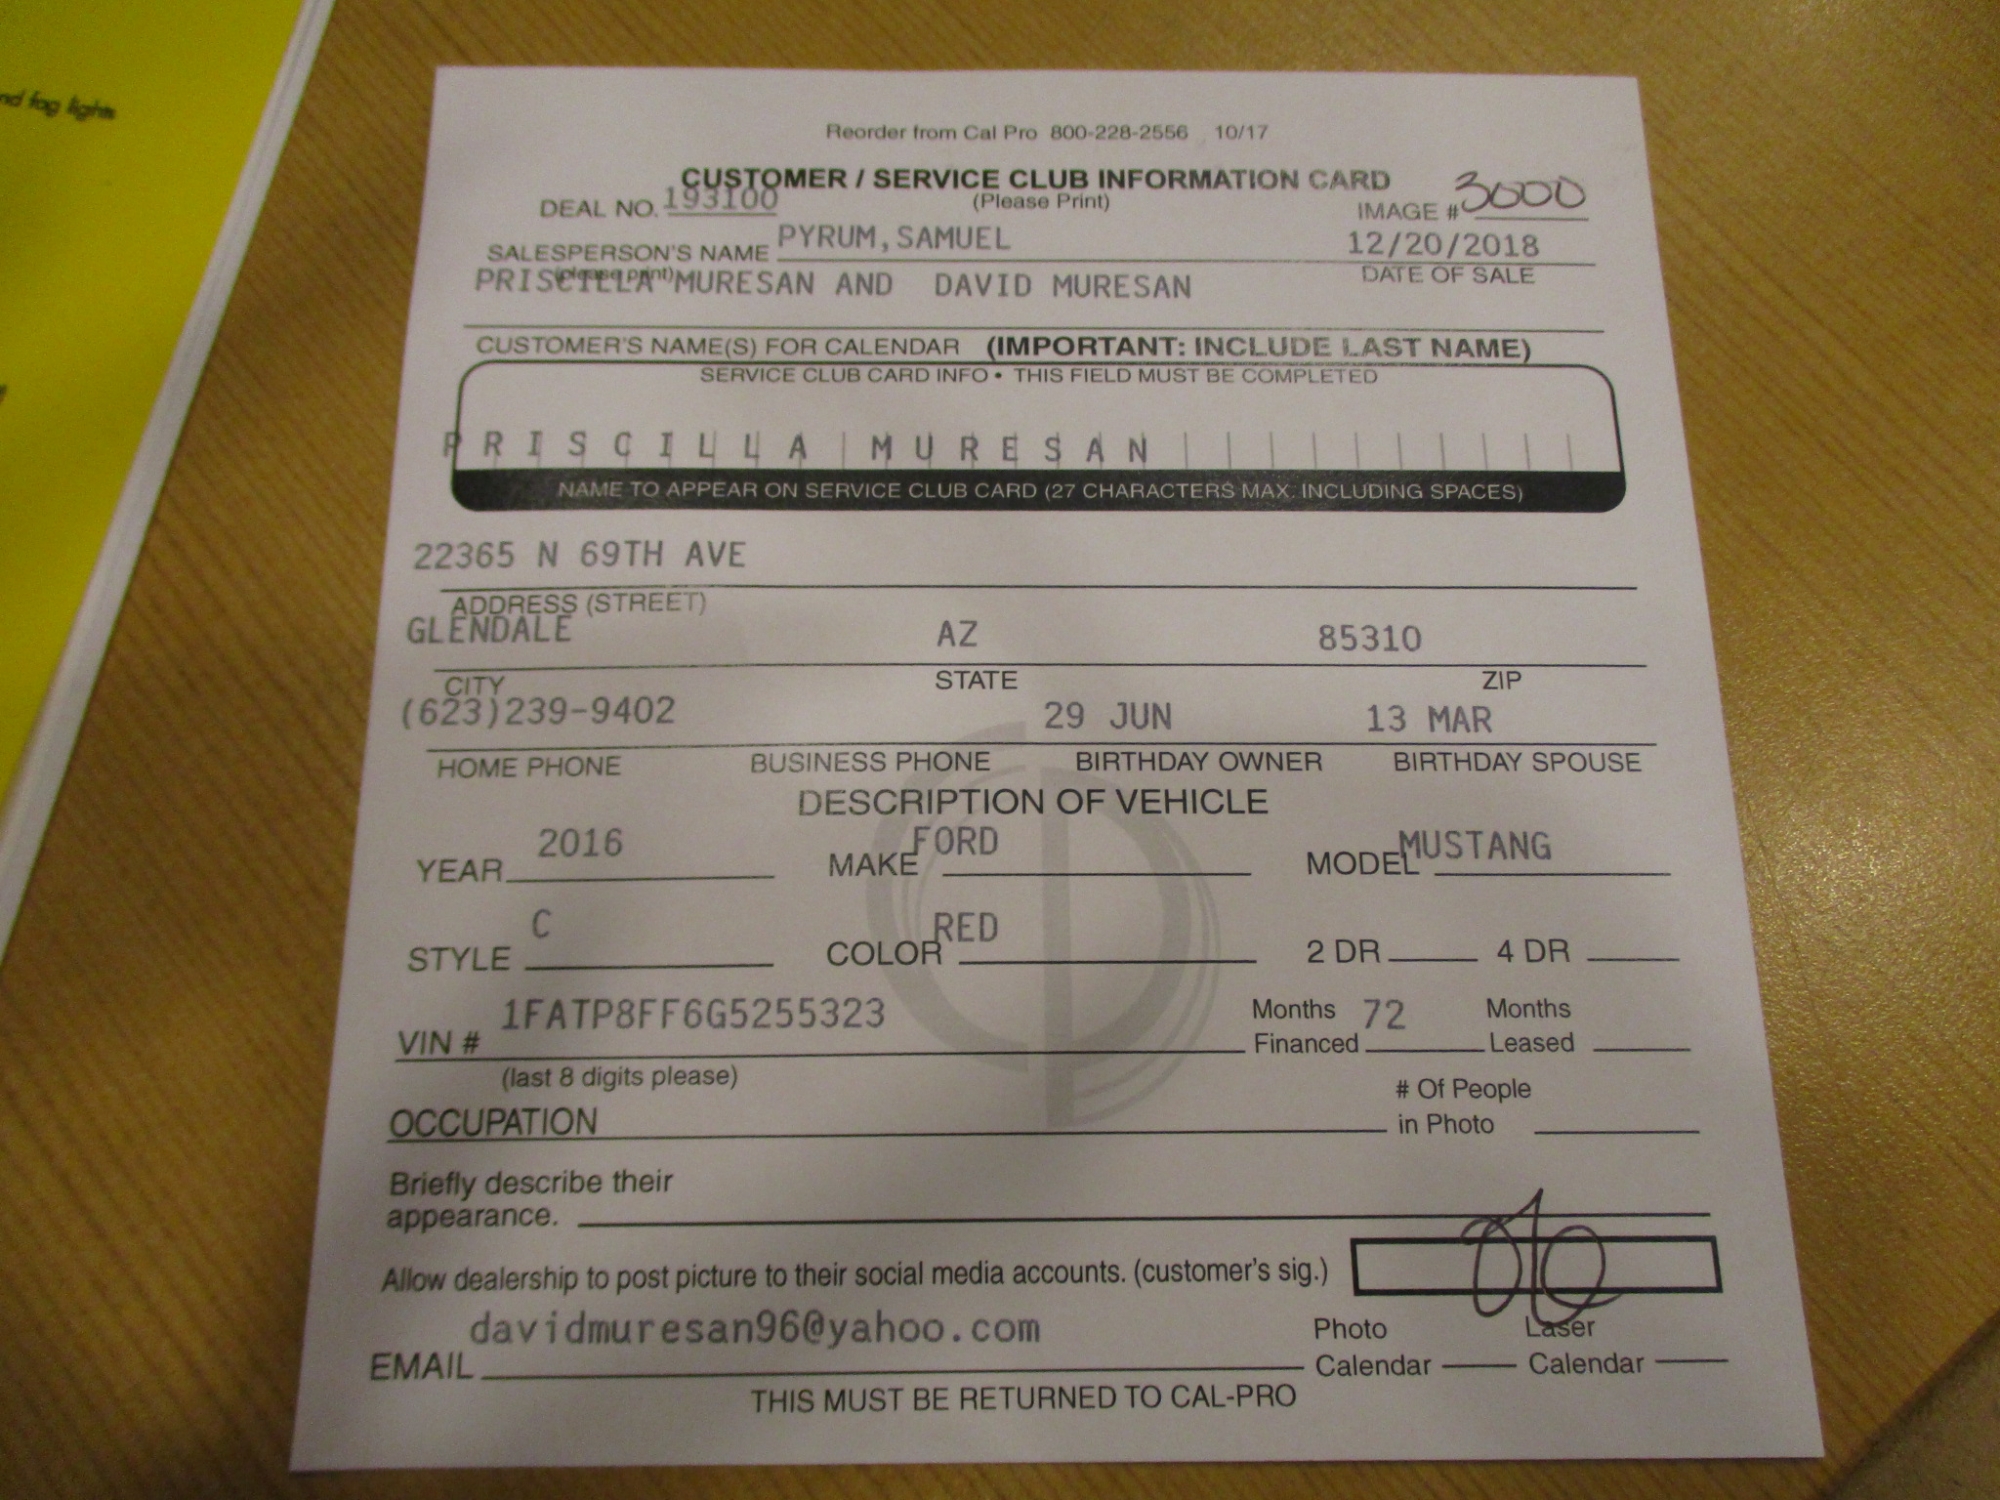 nd fog lights
Reorder from Cal Pro 800-228-2556 10/17
CUSTOMER / SERVICE CLUB INFORMATION CARD
(Please Print)
DEAL NO. 193100 IMAGE # 3000
SALESPERSON'S NAME PYRUM,SAMUEL 12/20/2018
(please print) DATE OF SALE
PRISCILLA MURESAN AND DAVID MURESAN
CUSTOMER'S NAME(S) FOR CALENDAR (IMPORTANT: INCLUDE LAST NAME)
SERVICE CLUB CARD INFO • THIS FIELD MUST BE COMPLETED
PRISCILLA MURESAN
NAME TO APPEAR ON SERVICE CLUB CARD (27 CHARACTERS MAX. INCLUDING SPACES)
22365 N 69TH AVE
ADDRESS (STREET)
GLENDALE AZ 85310
CITY STATE ZIP
(623)239-9402 29 JUN 13 MAR
HOME PHONE BUSINESS PHONE BIRTHDAY OWNER BIRTHDAY SPOUSE
DESCRIPTION OF VEHICLE
YEAR 2016 MAKE FORD MODEL MUSTANG
STYLE C COLOR RED 2 DR 4 DR
VIN # 1FATP8FF6G5255323 Months Financed 72 Months Leased
(last 8 digits please)
OCCUPATION # Of People in Photo
Briefly describe their
appearance.
Allow dealership to post picture to their social media accounts. (customer's sig.)
davidmuresan96@yahoo.com Photo Laser
EMAIL Calendar Calendar
THIS MUST BE RETURNED TO CAL-PRO